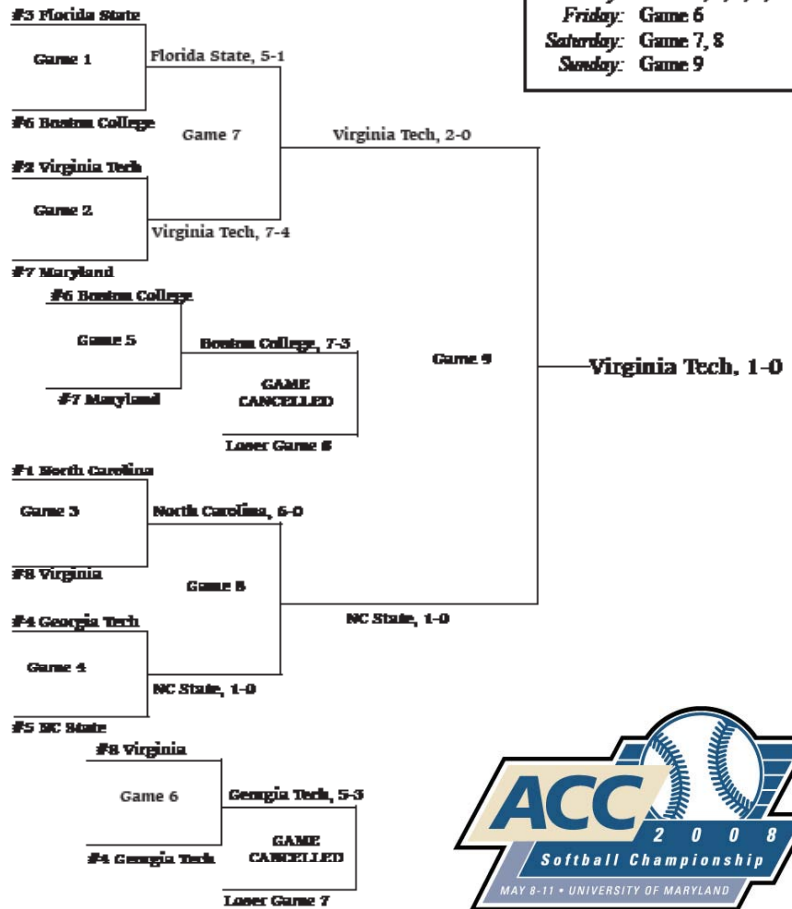 #3 Florida State
Game 1
Florida State, 5-1
#6 Boston College
Game 7
Virginia Tech, 2-0
#2 Virginia Tech
Game 2
Virginia Tech, 7-4
#7 Maryland
Friday: Game 6
Saturday: Game 7, 8
Sunday: Game 9
#6 Boston College
Game 5
Boston College, 7-3
#7 Maryland
GAME
CANCELLED
Loser Game 8
Game 9
Virginia Tech, 1-0
#1 North Carolina
Game 3
North Carolina, 6-0
#8 Virginia
Game 8
NC State, 1-0
#4 Georgia Tech
Game 4
NC State, 1-0
#5 NC State
#8 Virginia
Game 6
Georgia Tech, 5-3
#4 Georgia Tech
GAME
CANCELLED
Loser Game 7
ACC
2008
Softball Championship
MAY 8-11 • UNIVERSITY OF MARYLAND